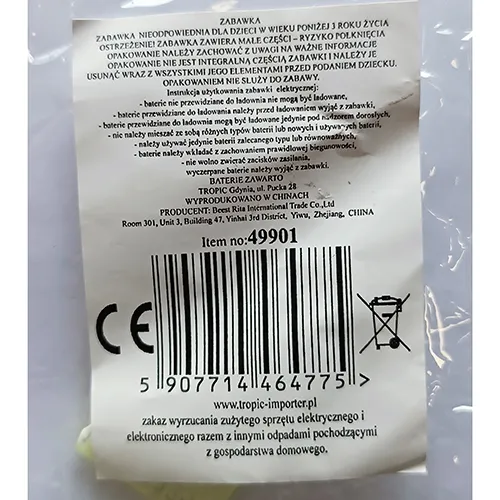 ZABAWKA
ZABAWKA NIEODPOWIEDNIA DLA DZIECI W WIEKU PONIŻEJ 3 ROKU ŻYCIA
OSTRZEŻENIE! ZABAWKA ZAWIERA MAŁE CZĘŚCI – RYZYKO POŁKNIĘCIA
OPAKOWANIE NALEŻY ZACHOWAĆ Z UWAGI NA WAŻNE INFORMACJE
OPAKOWANIE NIE JEST INTEGRALNĄ CZĘŚCIĄ ZABAWKI I NALEŻY JE
USUNĄĆ WRAZ Z WSZYSTKIMI JEGO ELEMENTAMI PRZED PODANIEM DZIECKU.
OPAKOWANIEM NIE SŁUŻY DO ZABAWY.
Instrukcja użytkowania zabawki elektrycznej:
- baterie nie przewidziane do ładownia nie mogą być ładowane,
- baterie przewidziane do ładowania należy przed ładowaniem wyjąć z zabawki,
- baterie przewidziane do ładowania mogą być ładowane jedynie pod nadzorem dorosłych,
- nie należy mieszać ze sobą różnych typów baterii lub nowych i używanych baterii,
- należy używać jedynie baterii zalecanego typu lub równoważnych,
- baterie należy wkładać z zachowaniem prawidłowej biegunowości,
- nie wolno zwierać zacisków zasilania,
wyczerpane baterie należy wyjąć z zabawki.
BATERIE ZAWARTO
TROPIC Gdynia, ul. Pucka 28
WYPRODUKOWANO W CHINACH
PRODUCENT: Beest Rita International Trade Co.,Ltd
Room 301, Unit 3, Building 47, Yinhai 3rd District, Yiwu, Zhejiang, CHINA
Item no:49901
CE
5 907714 464775 >
www.tropic-importer.pl
zakaz wyrzucania zużytego sprzętu elektrycznego i
elektronicznego razem z innymi odpadami pochodzącymi
z gospodarstwa domowego.